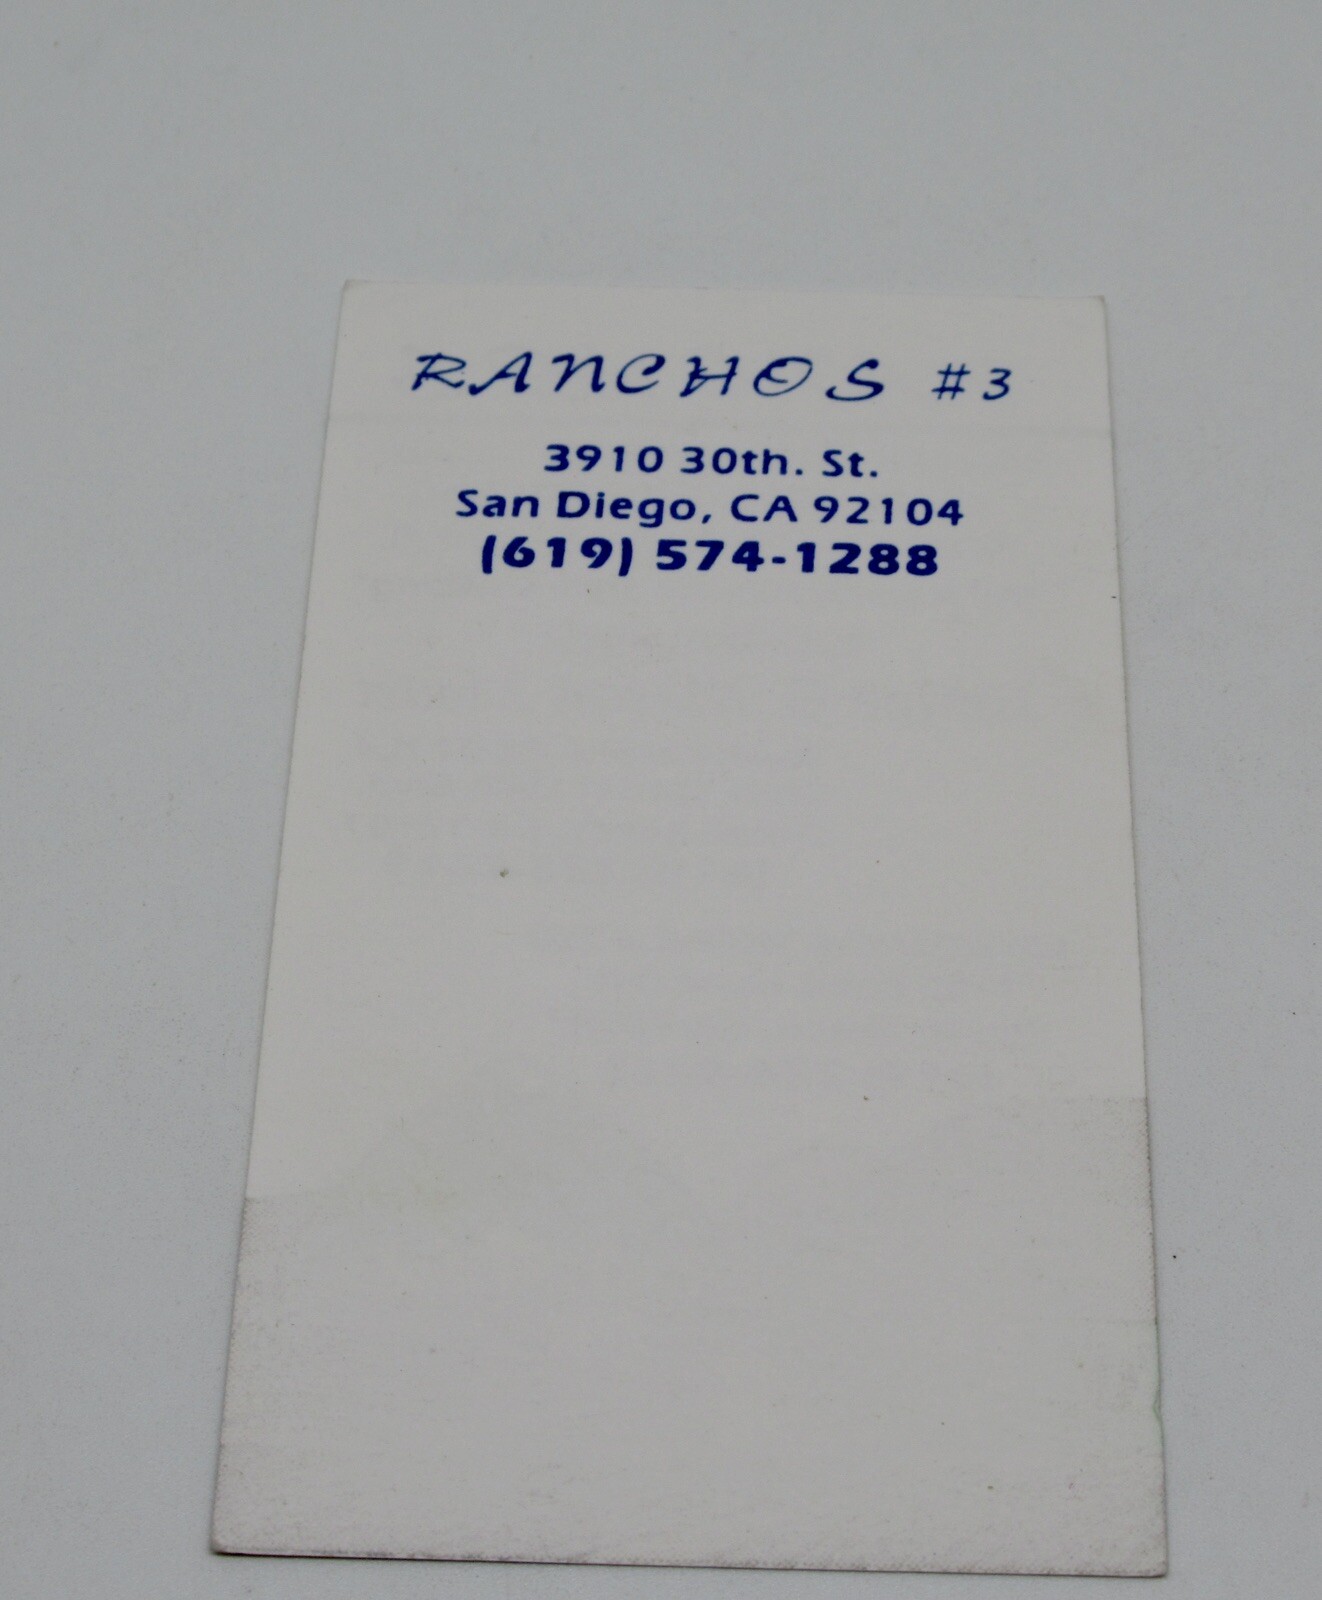 RANCHOS #3
3910 30th. St.
San Diego, CA 92104
(619) 574-1288